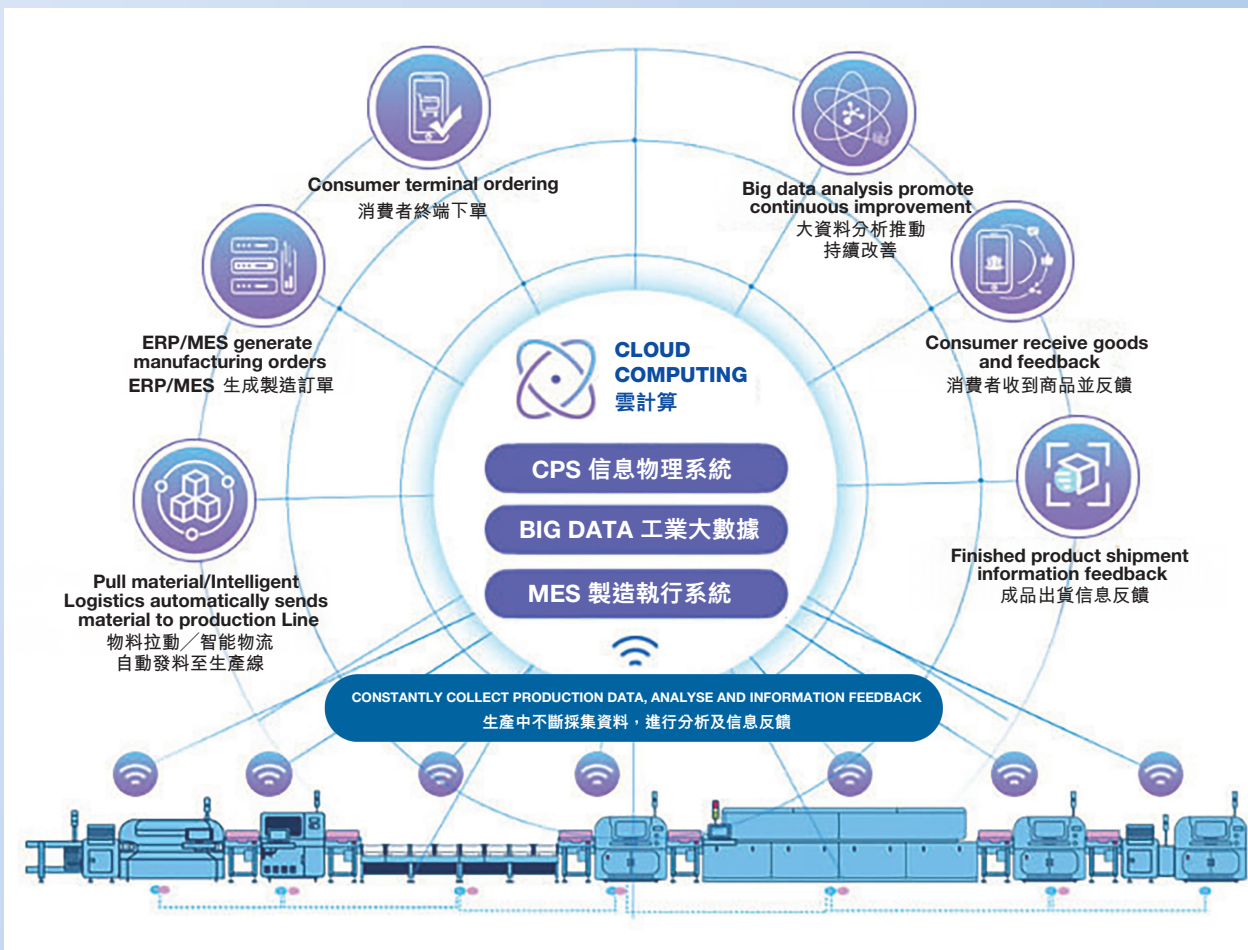 Consumer terminal ordering
消費者終端下單
Big data analysis promote
continuous improvement
大資料分析推動
持續改善
ERP/MES generate
manufacturing orders
ERP/MES 生成製造訂單
Consumer receive goods
and feedback
消費者收到商品並反饋
Pull material/Intelligent
Logistics automatically sends
material to production Line
物料拉動／智能物流
自動發料至生產線
Finished product shipment
information feedback
成品出貨信息反饋
CLOUD
COMPUTING
雲計算
CPS 信息物理系統
BIG DATA 工業大數據
MES 製造執行系統
CONSTANTLY COLLECT PRODUCTION DATA, ANALYSE AND INFORMATION FEEDBACK
生產中不斷採集資料，進行分析及信息反饋